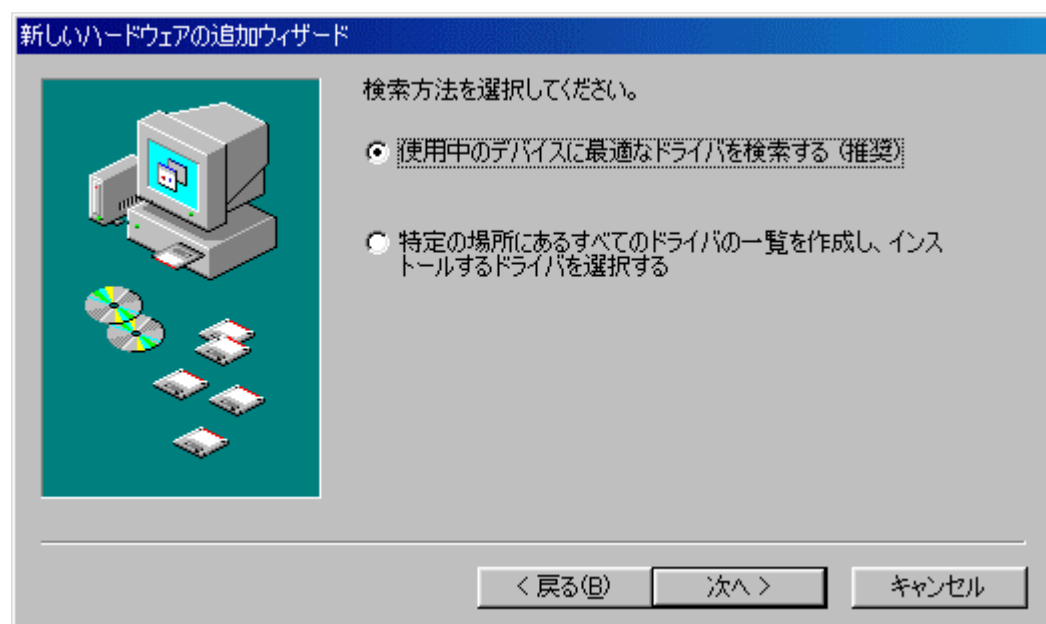 新しいハードウェアの追加ウィザード
検索方法を選択してください。
使用中のデバイスに最適なドライバを検索する (推奨)
特定の場所にあるすべてのドライバの一覧を作成し、インス
トールするドライバを選択する
< 戻る(B)
次へ >
キャンセル